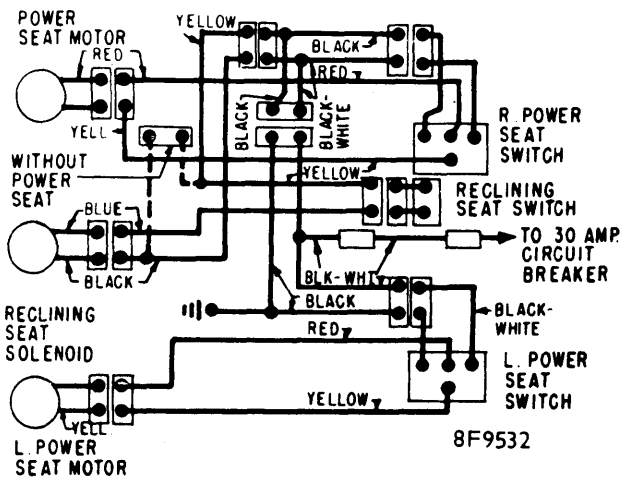 POWER
SEAT MOTOR
RED
YELLOW
BLACK
RED
BLACK
BLACK-
WHITE
YELL
WITHOUT
POWER
SEAT
YELLOW
R. POWER
SEAT
SWITCH
RECLINING
SEAT SWITCH
BLUE
BLACK
TO 30 AMP.
CIRCUIT
BREAKER
BLK-WHT
BLACK
RECLINING
SEAT
SOLENOID
RED
BLACK-
WHITE
L. POWER
SEAT
SWITCH
YELLOW
YELL
L. POWER
SEAT MOTOR
8F9532